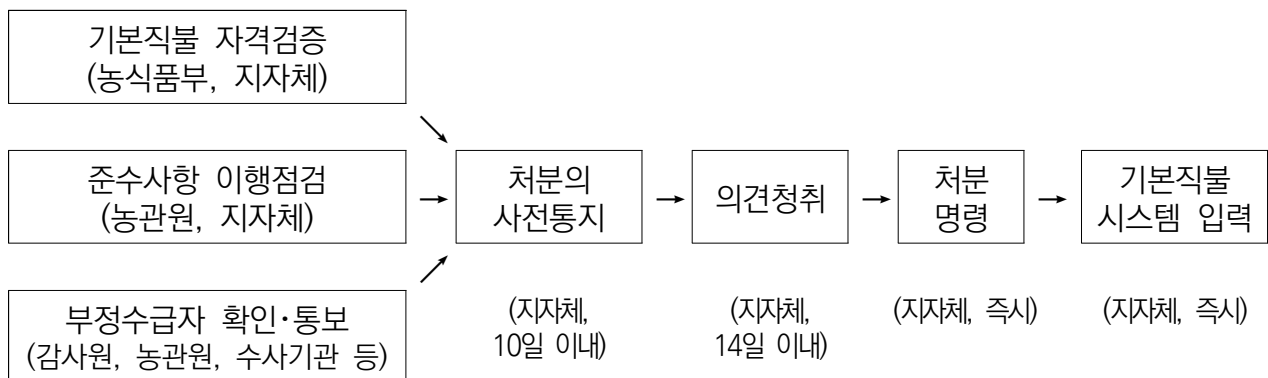 기본직불 자격검증
(농식품부, 지자체)
준수사항 이행점검
(농관원, 지자체)
부정수급자 확인·통보
(감사원, 농관원, 수사기관 등)
처분의
사전통지
(지자체,
10일 이내)
의견청취
(지자체,
14일 이내)
처분
명령
(지자체, 즉시)
기본직불
시스템 입력
(지자체, 즉시)